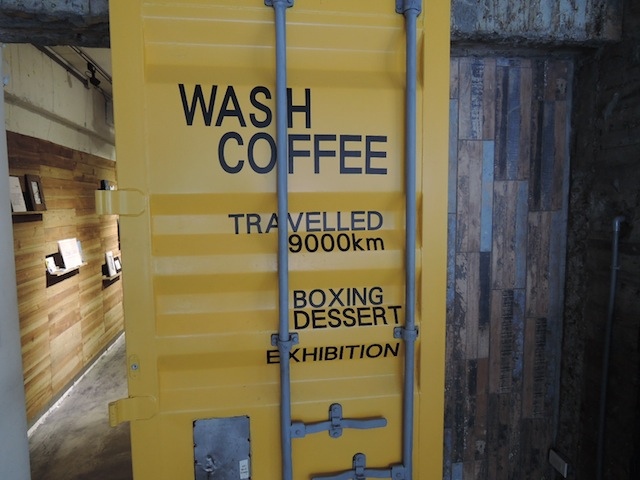 WASH
COFFEE
TRAVELLED
9000km
BOXING
DESSERT
EXHIBITION